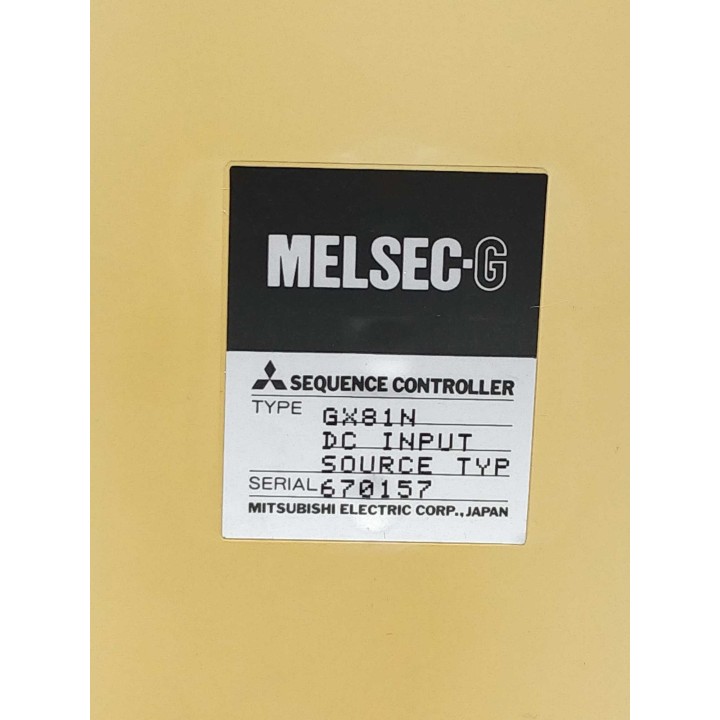 MELSEC-G
SEQUENCE CONTROLLER
TYPE GX81N
DC INPUT
SOURCE TYP
SERIAL 670157
MITSUBISHI ELECTRIC CORP., JAPAN